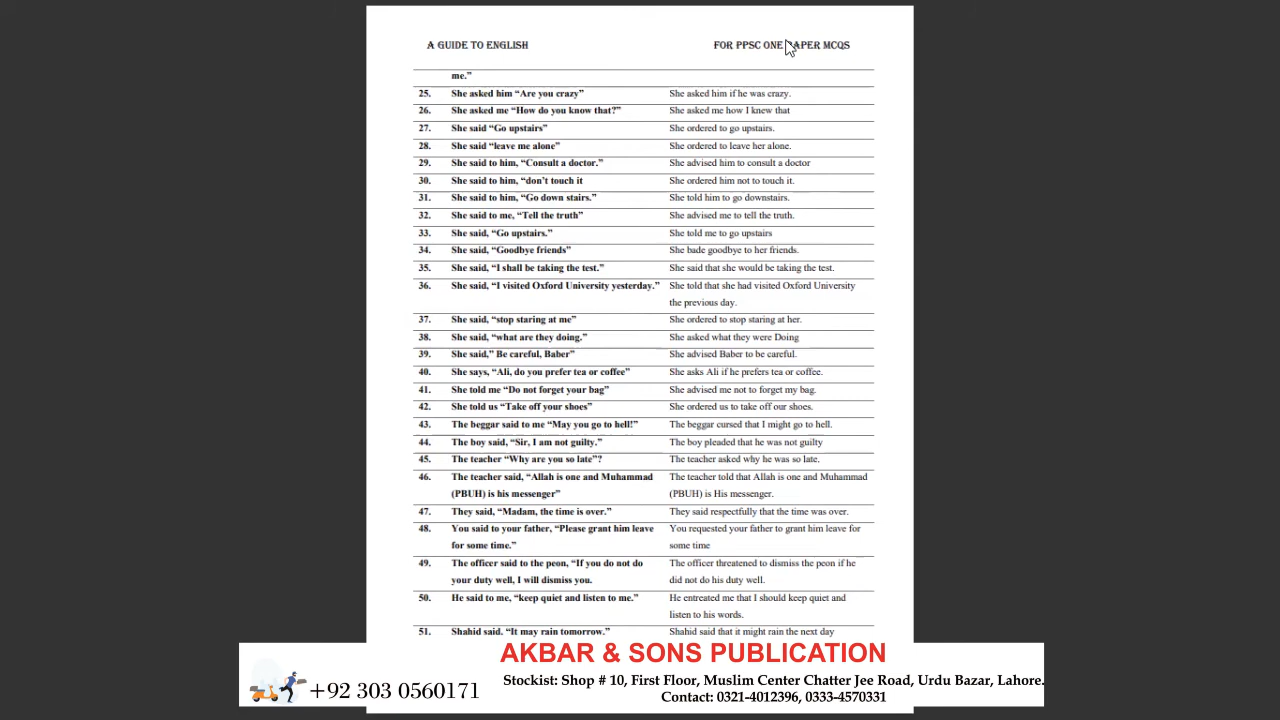 A GUIDE TO ENGLISH FOR PPSC ONE PAPER MCQS
me.”
25. She asked him “Are you crazy” She asked him if he was crazy.
26. She asked me “How do you know that?” She asked me how I knew that
27. She said “Go upstairs” She ordered to go upstairs.
28. She said “leave me alone” She ordered to leave her alone.
29. She said to him, “Consult a doctor.” She advised him to consult a doctor
30. She said to him, “don’t touch it She ordered him not to touch it.
31. She said to him, “Go down stairs.” She told him to go downstairs.
32. She said to me, “Tell the truth” She advised me to tell the truth.
33. She said, “Go upstairs.” She told me to go upstairs
34. She said, “Goodbye friends” She bade goodbye to her friends.
35. She said, “I shall be taking the test.” She said that she would be taking the test.
36. She said, “I visited Oxford University yesterday.” She told that she had visited Oxford University
the previous day.
37. She said, “stop staring at me” She ordered to stop staring at her.
38. She said, “what are they doing.” She asked what they were Doing
39. She said,” Be careful, Baber” She advised Baber to be careful.
40. She says, “Ali, do you prefer tea or coffee” She asks Ali if he prefers tea or coffee.
41. She told me “Do not forget your bag” She advised me not to forget my bag.
42. She told us “Take off your shoes” She ordered us to take off our shoes.
43. The beggar said to me “May you go to hell!” The beggar cursed that I might go to hell.
44. The boy said, “Sir, I am not guilty.” The boy pleaded that he was not guilty
45. The teacher “Why are you so late”? The teacher asked why he was so late.
46. The teacher said, “Allah is one and Muhammad The teacher told that Allah is one and Muhammad
(PBUH) is his messenger” (PBUH) is His messenger.
47. They said, “Madam, the time is over.” They said respectfully that the time was over.
48. You said to your father, “Please grant him leave You requested your father to grant him leave for
for some time.” some time
49. The officer said to the peon, “If you do not do The officer threatened to dismiss the peon if he
your duty well, I will dismiss you. did not do his duty well.
50. He said to me, “keep quiet and listen to me.” He entreated me that I should keep quiet and
listen to his words.
51. Shahid said. “It may rain tomorrow.” Shahid said that it might rain the next day
AKBAR & SONS PUBLICATION
+92 303 0560171
Stockist: Shop # 10, First Floor, Muslim Center Chatter Jee Road, Urdu Bazar, Lahore.
Contact: 0321-4012396, 0333-4570331